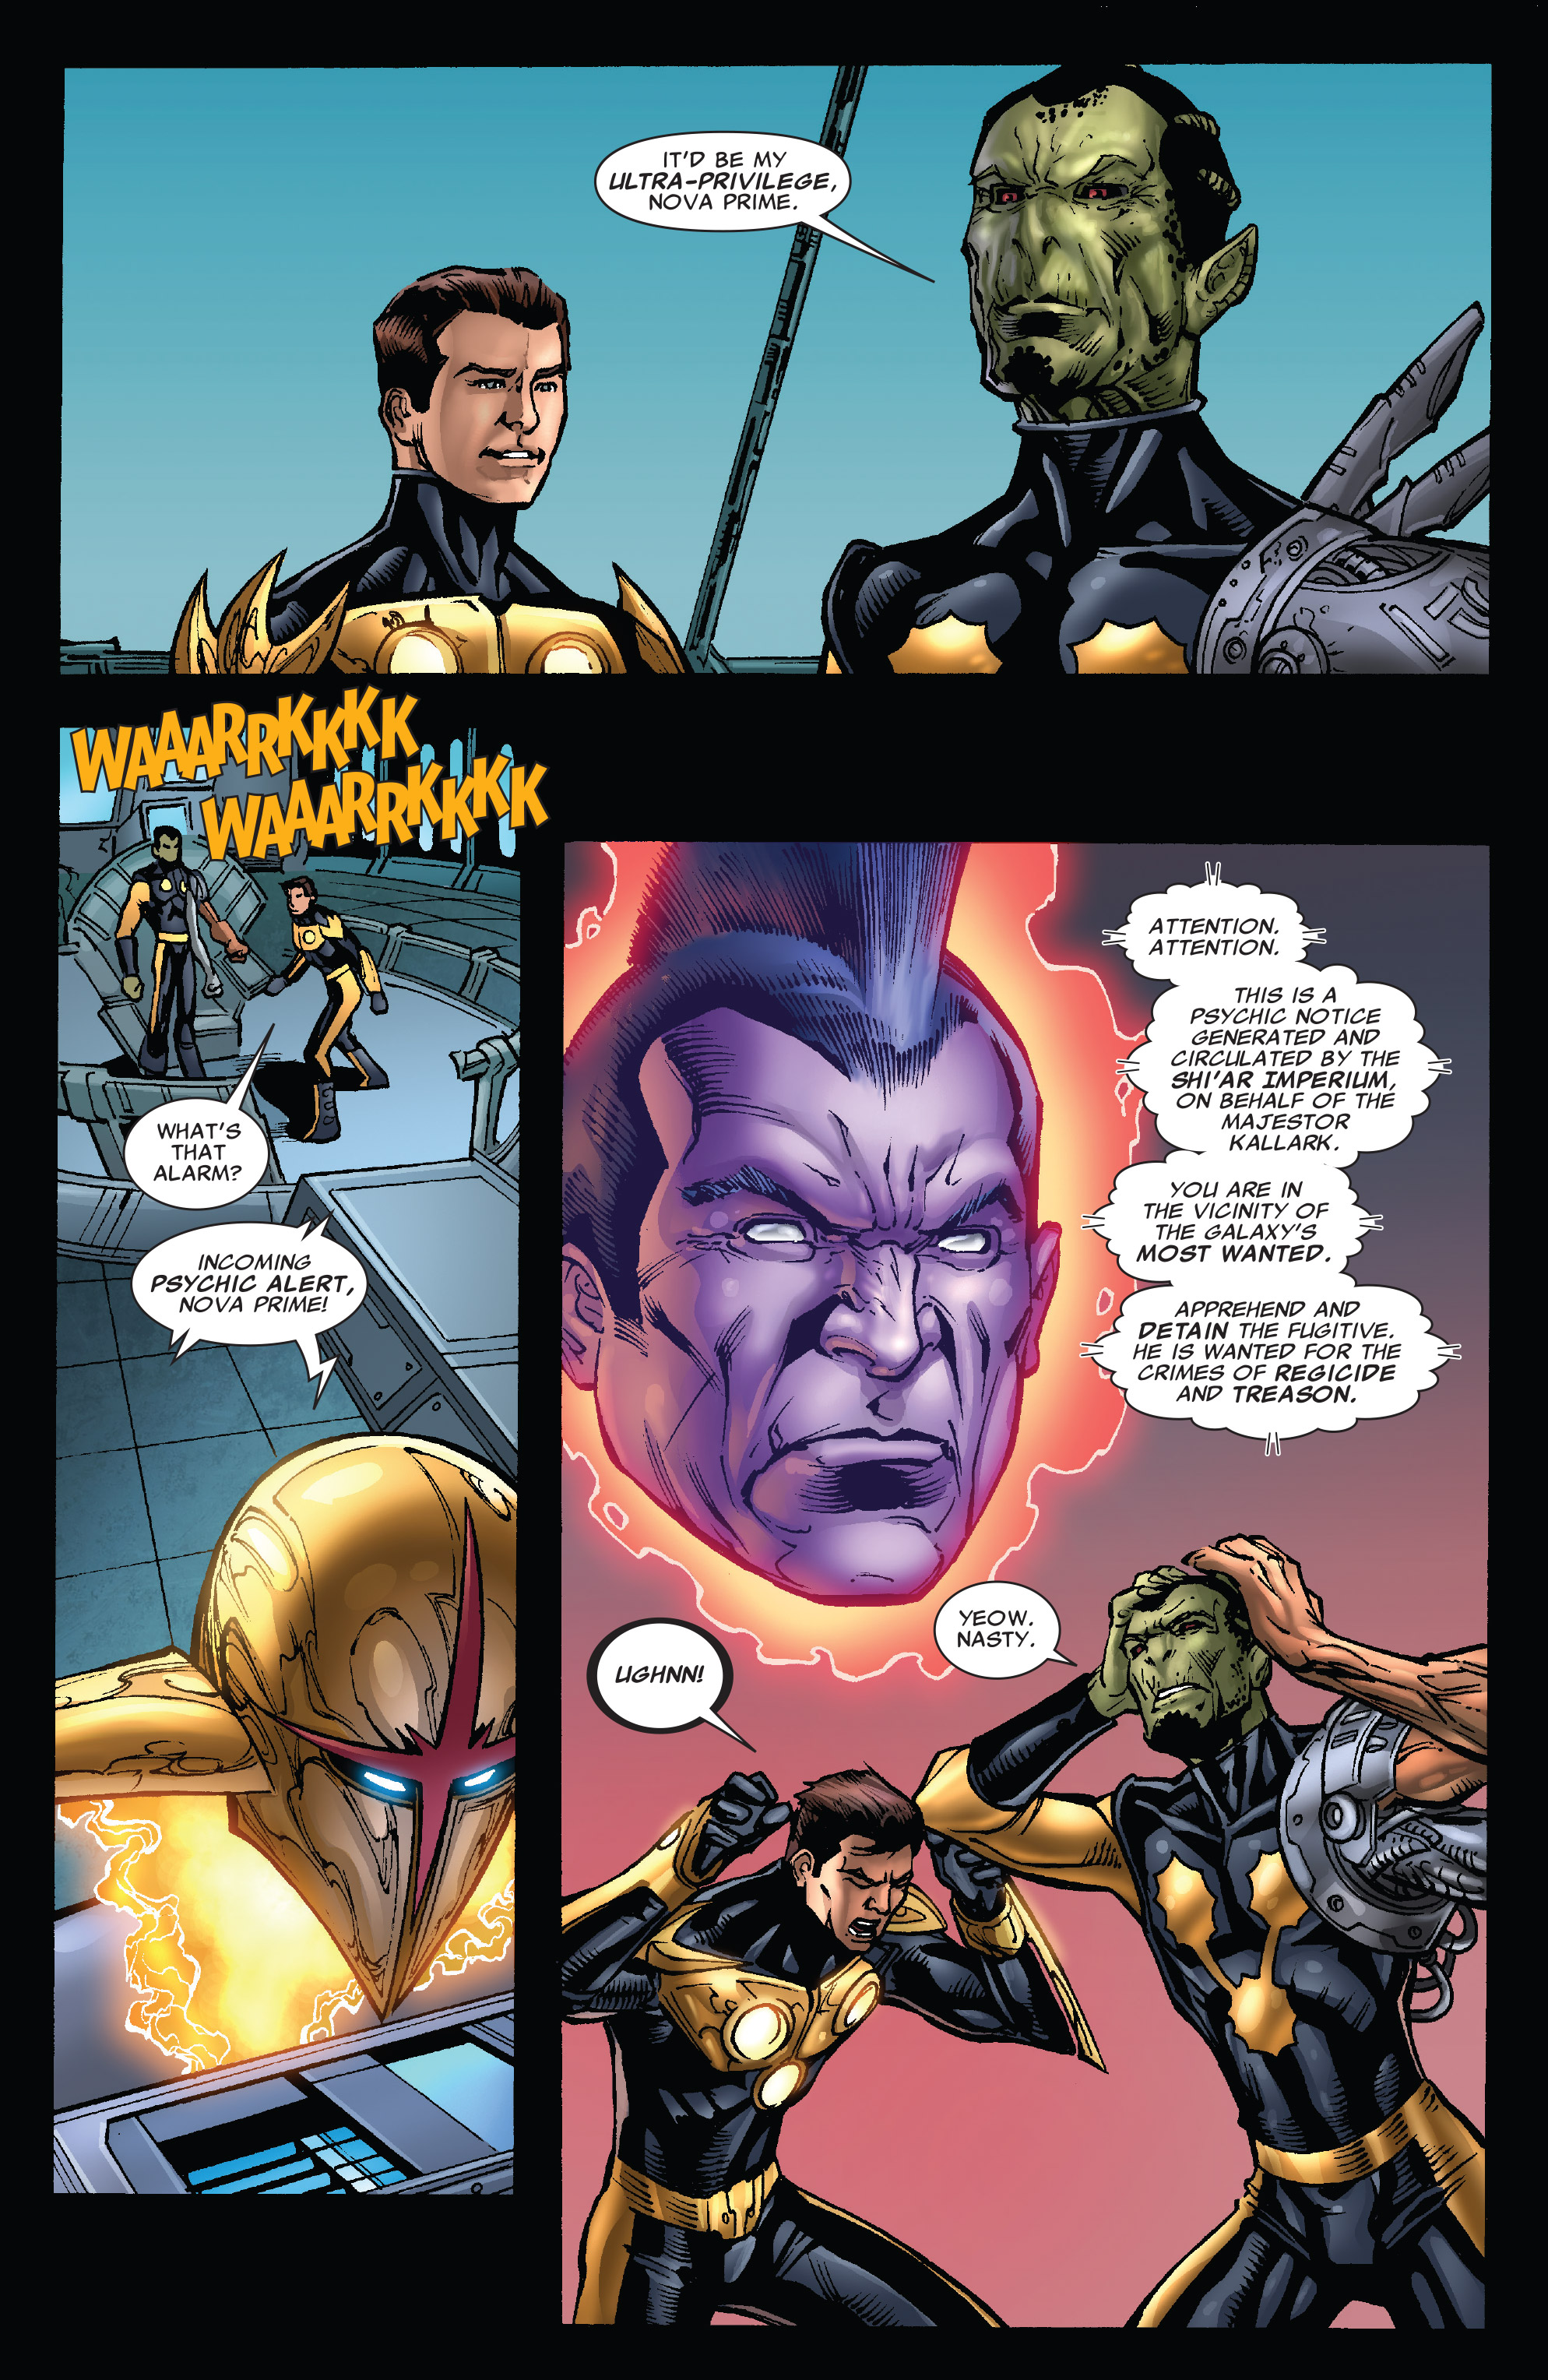 IT'D BE MY
ULTRA-PRIVILEGE,
NOVA PRIME.
WAAARRKKKK
WAAARRKKKK
WHAT'S
THAT
ALARM?
INCOMING
PSYCHIC ALERT,
NOVA PRIME!
ATTENTION.
ATTENTION.
THIS IS A
PSYCHIC NOTICE
GENERATED AND
CIRCULATED BY THE
SHI'AR IMPERIUM,
ON BEHALF OF THE
MAJESTOR
KALLARK.
YOU ARE IN
THE VICINITY OF
THE GALAXY'S
MOST WANTED.
APPREHEND AND
DETAIN THE FUGITIVE.
HE IS WANTED FOR THE
CRIMES OF REGICIDE
AND TREASON.
YEOW.
NASTY.
UGHNN!